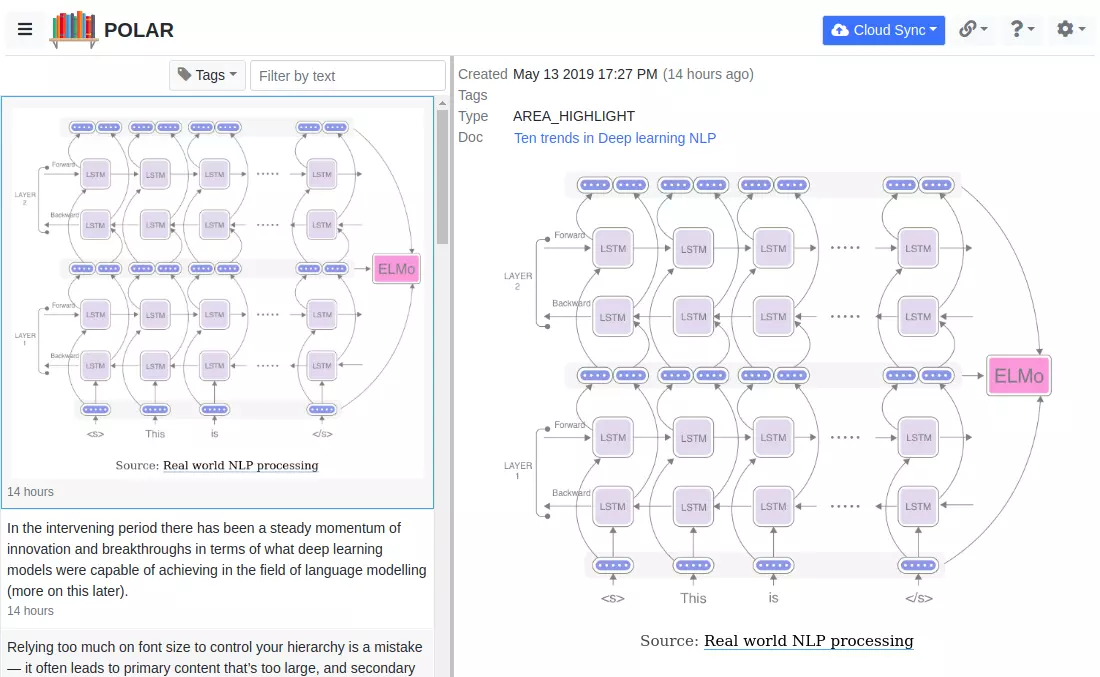 POLAR
Cloud Sync
Tags
Filter by text
Forward
LSTM LSTM LSTM LSTM
LAYER
2
Backward
LSTM LSTM LSTM LSTM
ELMo
Forward
LSTM LSTM LSTM LSTM
LAYER
1
Backward
LSTM LSTM LSTM LSTM
<s> This is </s>
Source: Real world NLP processing
14 hours
In the intervening period there has been a steady momentum of
innovation and breakthroughs in terms of what deep learning
models were capable of achieving in the field of language modelling
(more on this later).
14 hours
Relying too much on font size to control your hierarchy is a mistake
— it often leads to primary content that's too large, and secondary
Created May 13 2019 17:27 PM (14 hours ago)
Tags
Type AREA_HIGHLIGHT
Doc Ten trends in Deep learning NLP
Forward
LSTM LSTM LSTM LSTM
LAYER
2
Backward
LSTM LSTM LSTM LSTM
ELMo
Forward
LSTM LSTM LSTM LSTM
LAYER
1
Backward
LSTM LSTM LSTM LSTM
<s> This is </s>
Source: Real world NLP processing